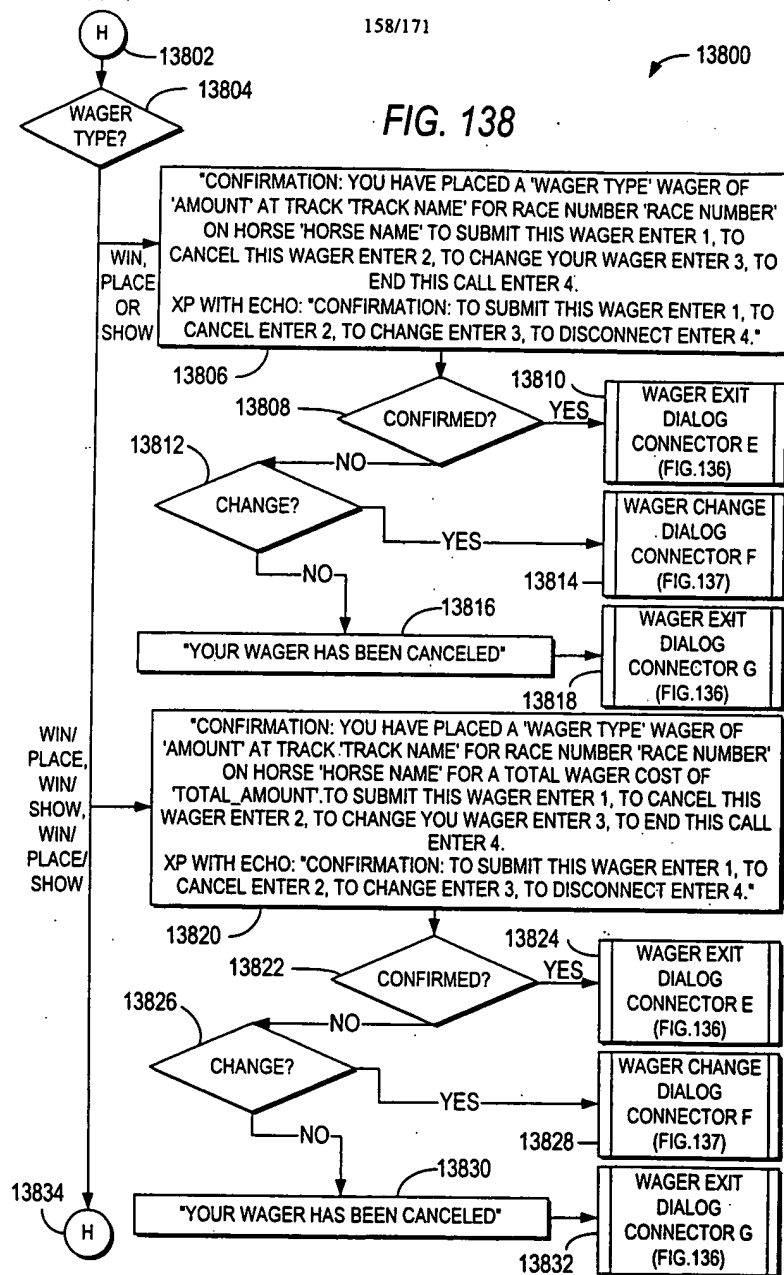 158/171
H
13802
13800
13804
WAGER
TYPE?
FIG. 138
"CONFIRMATION: YOU HAVE PLACED A 'WAGER TYPE' WAGER OF
'AMOUNT' AT TRACK 'TRACK NAME' FOR RACE NUMBER 'RACE NUMBER'
ON HORSE 'HORSE NAME' TO SUBMIT THIS WAGER ENTER 1, TO
CANCEL THIS WAGER ENTER 2, TO CHANGE YOUR WAGER ENTER 3, TO
END THIS CALL ENTER 4.
XP WITH ECHO: "CONFIRMATION: TO SUBMIT THIS WAGER ENTER 1, TO
CANCEL ENTER 2, TO CHANGE ENTER 3, TO DISCONNECT ENTER 4."
WIN,
PLACE
OR
SHOW
13806
13808
CONFIRMED?
YES
13810
WAGER EXIT
DIALOG
CONNECTOR E
(FIG.136)
NO
13812
CHANGE?
YES
WAGER CHANGE
DIALOG
CONNECTOR F
(FIG.137)
13814
NO
13816
"YOUR WAGER HAS BEEN CANCELED"
WAGER EXIT
DIALOG
CONNECTOR G
(FIG.136)
13818
WIN/
PLACE,
WIN/
SHOW,
WIN/
PLACE/
SHOW
"CONFIRMATION: YOU HAVE PLACED A 'WAGER TYPE' WAGER OF
'AMOUNT' AT TRACK 'TRACK NAME' FOR RACE NUMBER 'RACE NUMBER'
ON HORSE 'HORSE NAME' FOR A TOTAL WAGER COST OF
'TOTAL_AMOUNT'.TO SUBMIT THIS WAGER ENTER 1, TO CANCEL THIS
WAGER ENTER 2, TO CHANGE YOU WAGER ENTER 3, TO END THIS CALL
ENTER 4.
XP WITH ECHO: "CONFIRMATION: TO SUBMIT THIS WAGER ENTER 1, TO
CANCEL ENTER 2, TO CHANGE ENTER 3, TO DISCONNECT ENTER 4."
13820
13822
CONFIRMED?
YES
13824
WAGER EXIT
DIALOG
CONNECTOR E
(FIG.136)
NO
13826
CHANGE?
YES
WAGER CHANGE
DIALOG
CONNECTOR F
(FIG.137)
13828
NO
13830
"YOUR WAGER HAS BEEN CANCELED"
WAGER EXIT
DIALOG
CONNECTOR G
(FIG.136)
13832
13834
H